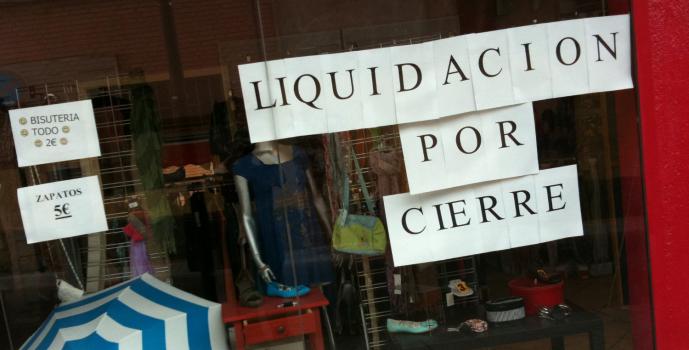 LIQUIDACION
POR
CIERRE
BISUTERIA
TODO
2€
ZAPATOS
5€